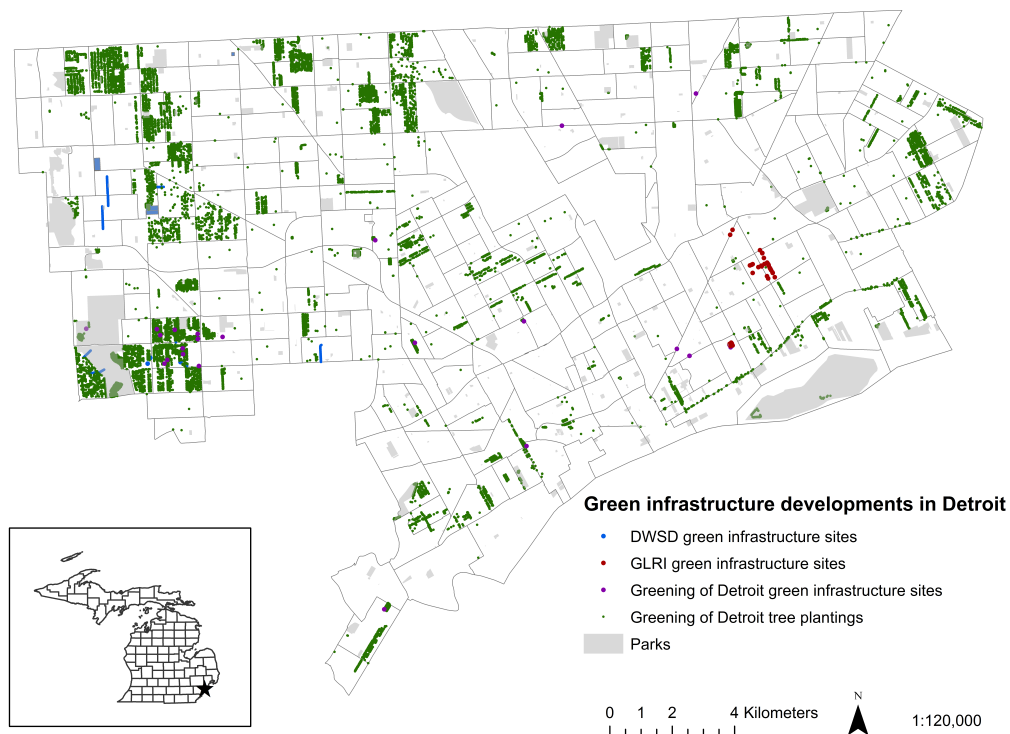 Green infrastructure developments in Detroit
DWSD green infrastructure sites
GLRI green infrastructure sites
Greening of Detroit green infrastructure sites
Greening of Detroit tree plantings
Parks
0 1 2 4 Kilometers
N
1:120,000